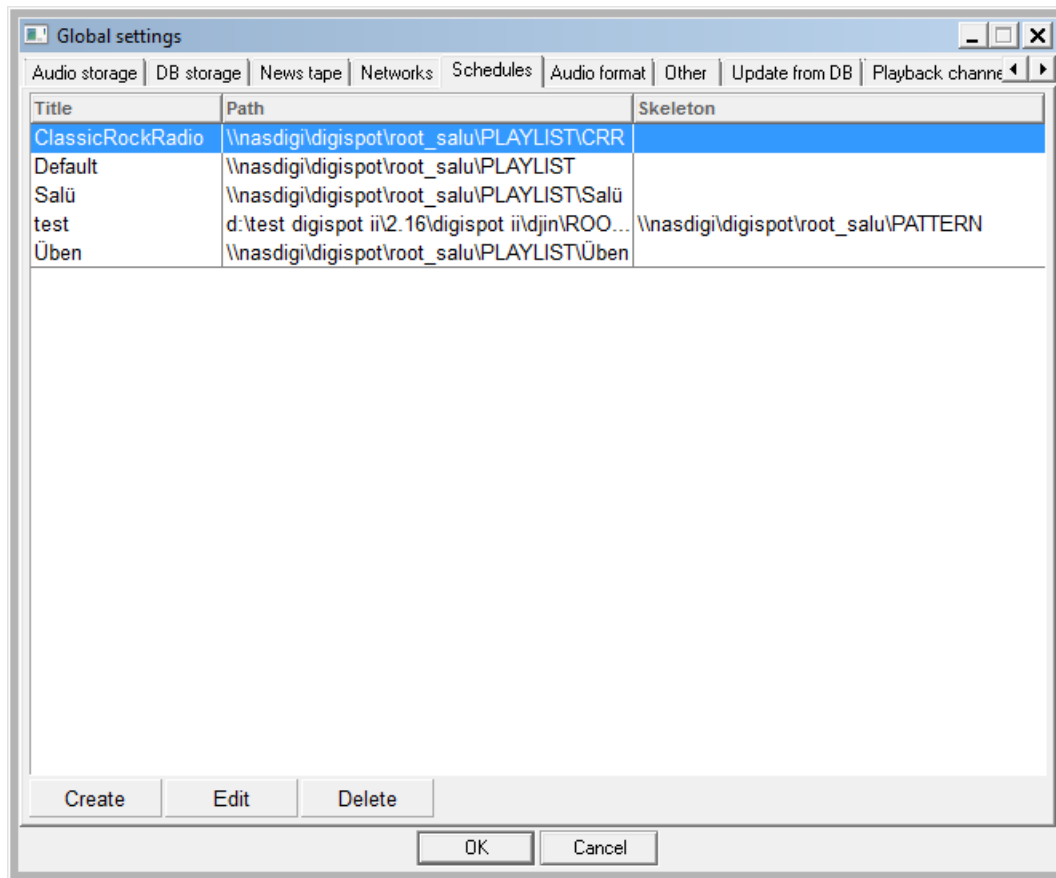 Global settings
Audio storage DB storage News tape Networks Schedules Audio format Other Update from DB Playback channe
Title Path Skeleton
ClassicRockRadio \\nasdigi\digispot\root_salu\PLAYLIST\CRR
Default \\nasdigi\digispot\root_salu\PLAYLIST
Salü \\nasdigi\digispot\root_salu\PLAYLIST\Salü
test d:\test digispot ii\2.16\digispot ii\djin\ROO... \\nasdigi\digispot\root_salu\PATTERN
Üben \\nasdigi\digispot\root_salu\PLAYLIST\Üben
Create Edit Delete
OK Cancel